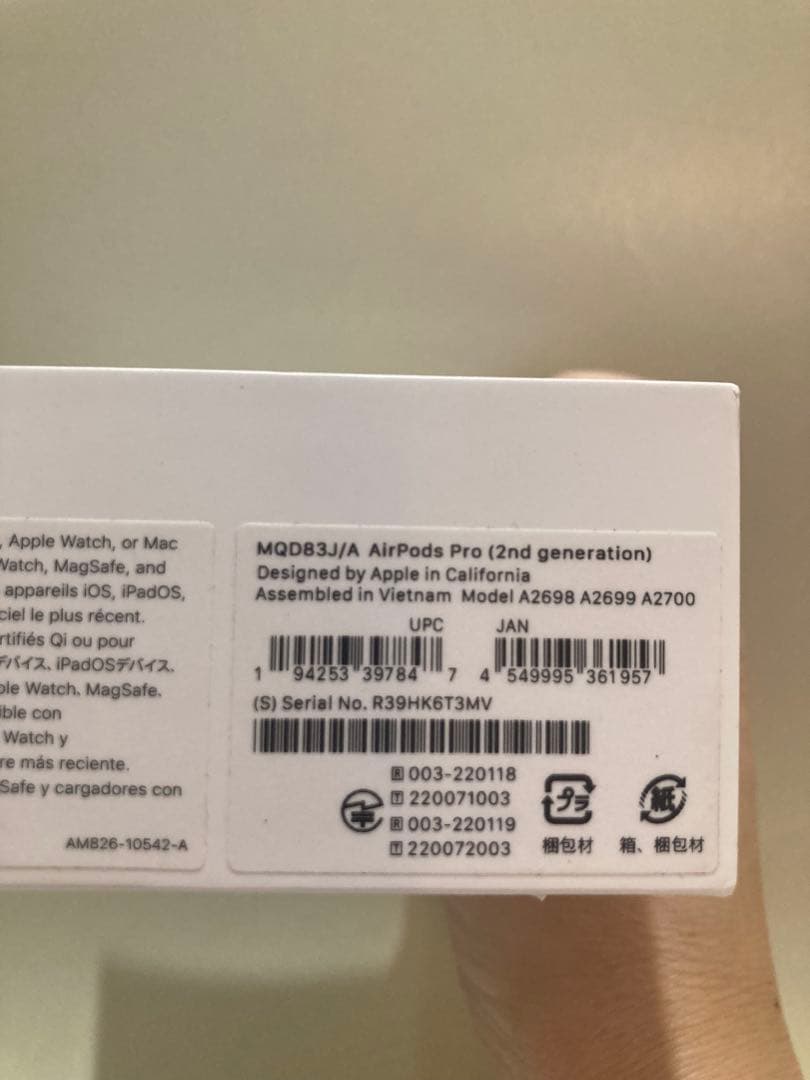 , Apple Watch, or Mac
Watch, MagSafe, and
appareils iOS, iPadOS,
ciel le plus récent.
rtifiés Qi ou pour
デバイス、iPadOSデバイス、
ple Watch、MagSafe、
ible con
Watch y
re más reciente.
Safe y cargadores con
AM826-10542-A
MQD83J/A AirPods Pro (2nd generation)
Designed by Apple in California
Assembled in Vietnam Model A2698 A2699 A2700
UPC JAN
1 94253 39784 7 4 549995 361957
(S) Serial No. R39HK6T3MV
R 003-220118
T 220071003
R 003-220119
T 220072003
プラ 紙
梱包材 箱、梱包材